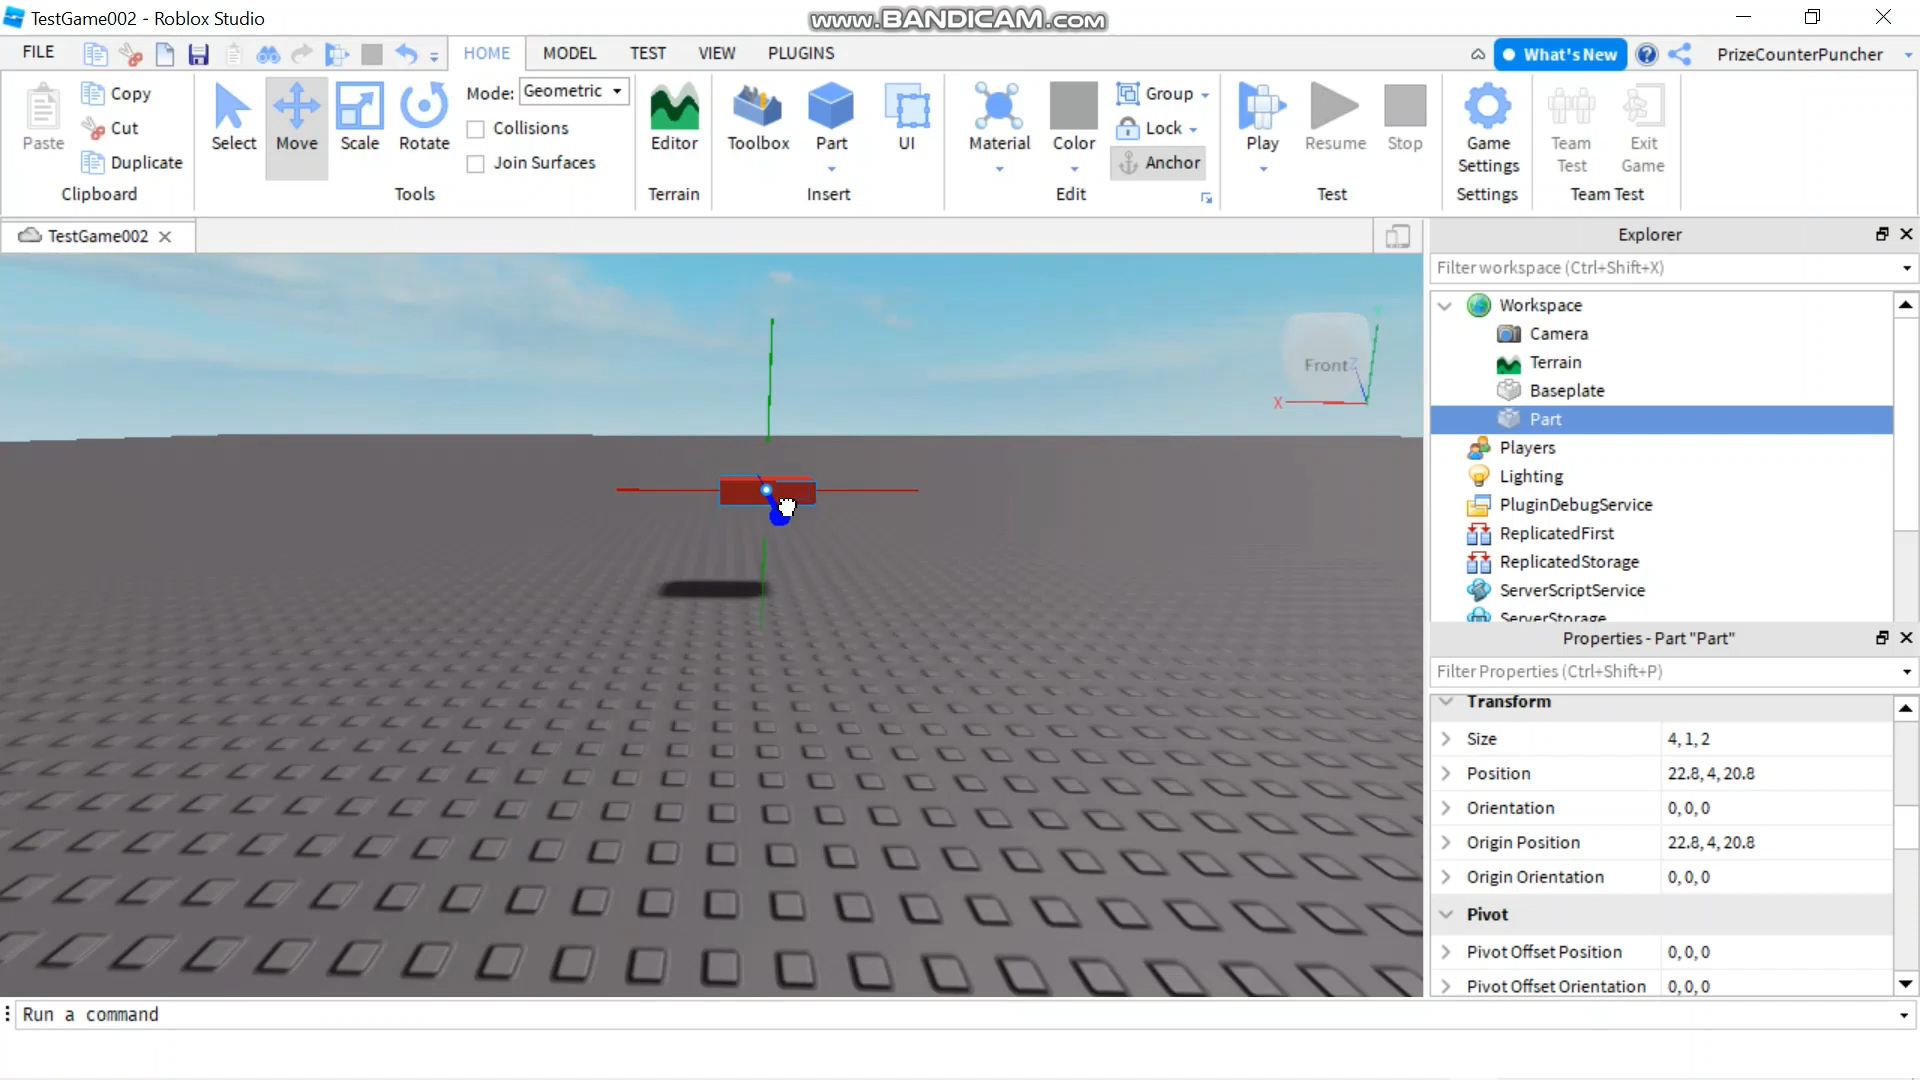 TestGame002 - Roblox Studio
www.BANDICAM.com
FILE
HOME
MODEL
TEST
VIEW
PLUGINS
What's New
PrizeCounterPuncher
Paste
Copy
Cut
Duplicate
Clipboard
Select
Move
Scale
Rotate
Mode: Geometric
Collisions
Join Surfaces
Tools
Editor
Terrain
Toolbox
Part
UI
Insert
Material
Color
Group
Lock
Anchor
Edit
Play
Resume
Stop
Test
Game Settings
Settings
Team Test
Exit Game
Team Test
TestGame002
Front
X
Z
Explorer
Filter workspace (Ctrl+Shift+X)
Workspace
Camera
Terrain
Baseplate
Part
Players
Lighting
PluginDebugService
ReplicatedFirst
ReplicatedStorage
ServerScriptService
ServerStorage
Properties - Part "Part"
Filter Properties (Ctrl+Shift+P)
Transform
Size 4, 1, 2
Position 22.8, 4, 20.8
Orientation 0, 0, 0
Origin Position 22.8, 4, 20.8
Origin Orientation 0, 0, 0
Pivot
Pivot Offset Position 0, 0, 0
Pivot Offset Orientation 0, 0, 0
Run a command